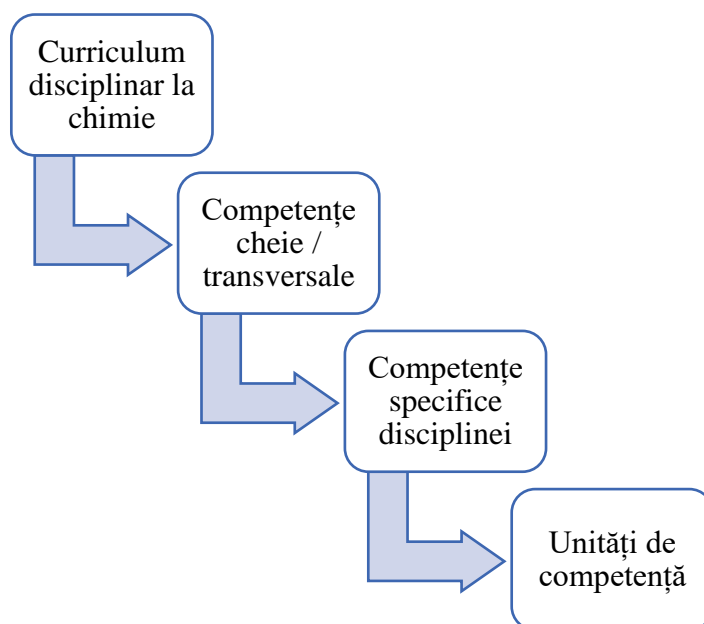 Curriculum
disciplinar la
chimie
Competențe
cheie /
transversale
Competențe
specifice
disciplinei
Unități de
competență